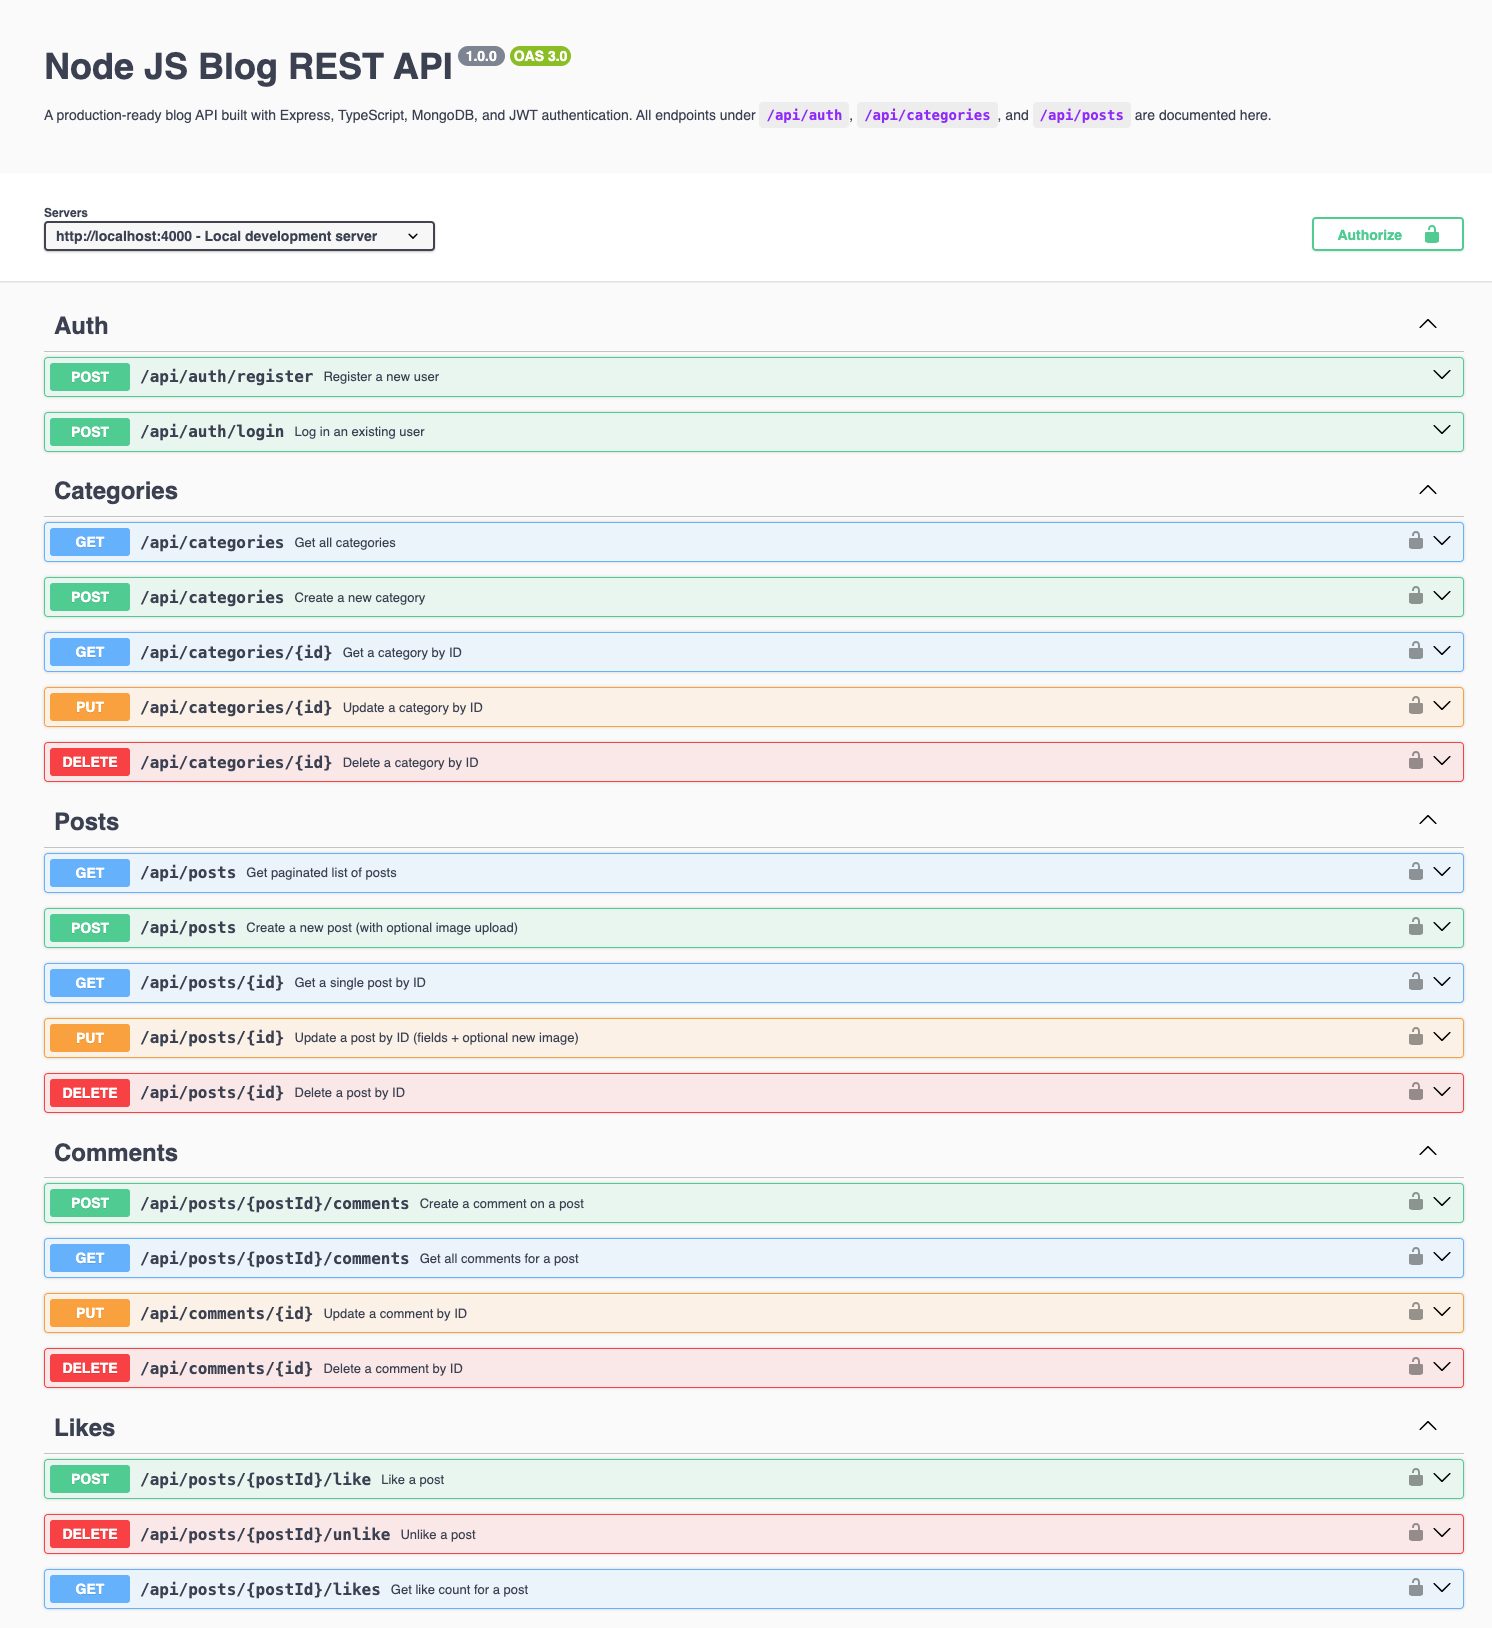 Node JS Blog REST API 1.0.0 OAS 3.0
A production-ready blog API built with Express, TypeScript, MongoDB, and JWT authentication. All endpoints under /api/auth , /api/categories , and /api/posts are documented here.
Servers
http://localhost:4000 - Local development server
Authorize
Auth
POST /api/auth/register Register a new user
POST /api/auth/login Log in an existing user
Categories
GET /api/categories Get all categories
POST /api/categories Create a new category
GET /api/categories/{id} Get a category by ID
PUT /api/categories/{id} Update a category by ID
DELETE /api/categories/{id} Delete a category by ID
Posts
GET /api/posts Get paginated list of posts
POST /api/posts Create a new post (with optional image upload)
GET /api/posts/{id} Get a single post by ID
PUT /api/posts/{id} Update a post by ID (fields + optional new image)
DELETE /api/posts/{id} Delete a post by ID
Comments
POST /api/posts/{postId}/comments Create a comment on a post
GET /api/posts/{postId}/comments Get all comments for a post
PUT /api/comments/{id} Update a comment by ID
DELETE /api/comments/{id} Delete a comment by ID
Likes
POST /api/posts/{postId}/like Like a post
DELETE /api/posts/{postId}/unlike Unlike a post
GET /api/posts/{postId}/likes Get like count for a post